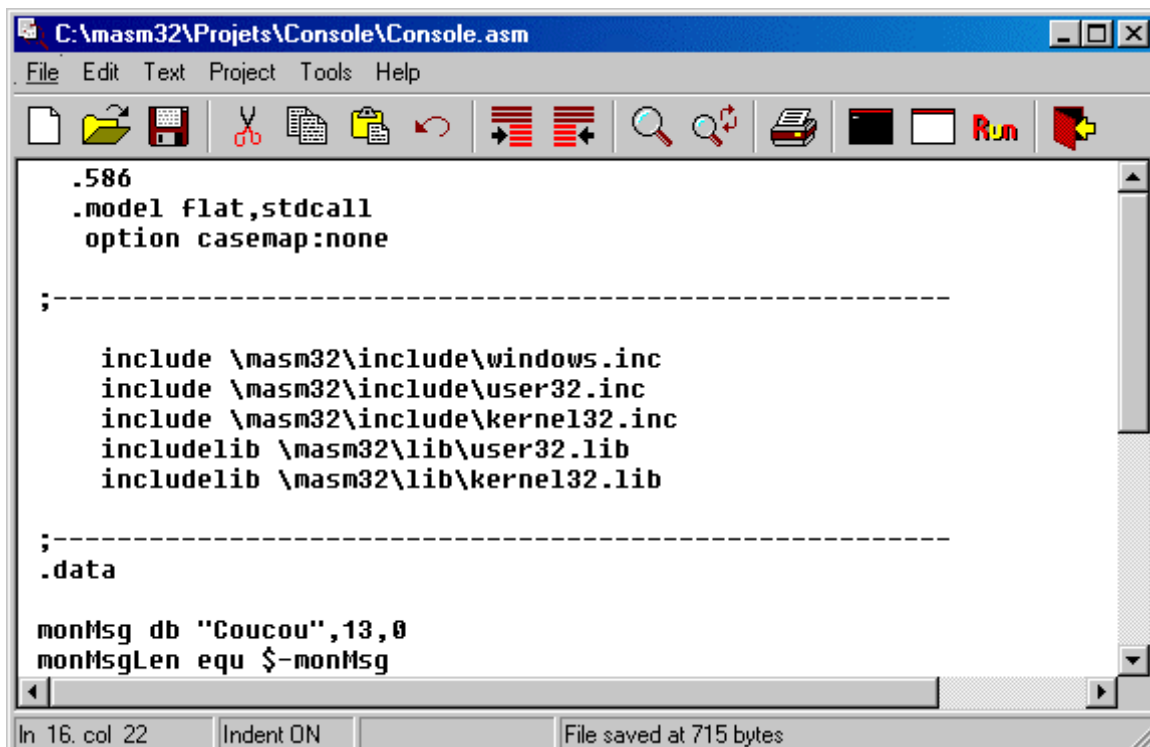 C:\masm32\Projets\Console\Console.asm
File Edit Text Project Tools Help
Run
.586
.model flat,stdcall
option casemap:none
;--------------------------------------------------------
include \masm32\include\windows.inc
include \masm32\include\user32.inc
include \masm32\include\kernel32.inc
includelib \masm32\lib\user32.lib
includelib \masm32\lib\kernel32.lib
;--------------------------------------------------------
.data
monMsg db "Coucou",13,0
monMsgLen equ $-monMsg
ln 16. col 22 Indent ON File saved at 715 bytes